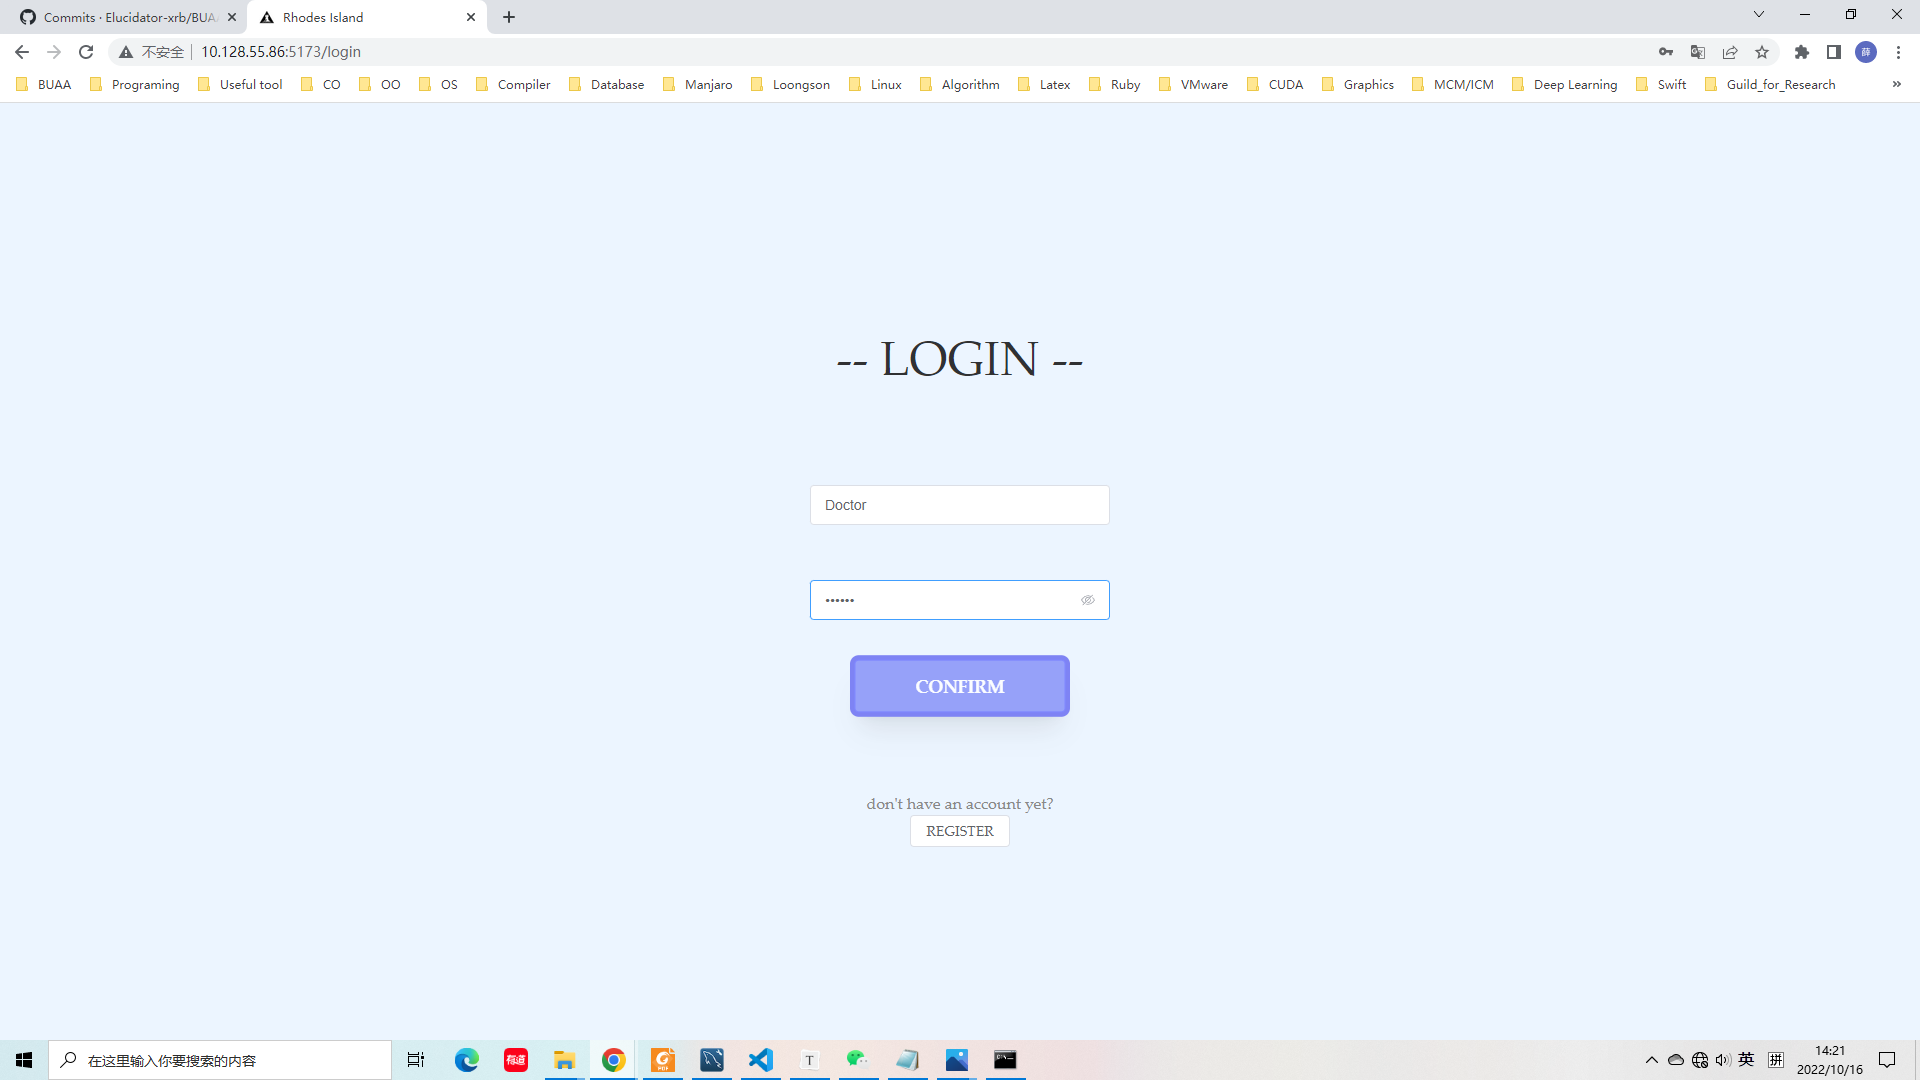 Commits · Elucidator-xrb/BUAA
Rhodes Island
不安全 | 10.128.55.86:5173/login
BUAA Programing Useful tool CO OO OS Compiler Database Manjaro Loongson Linux Algorithm Latex Ruby VMware CUDA Graphics MCM/ICM Deep Learning Swift Guild_for_Research »
-- LOGIN --
Doctor
••••••
CONFIRM
don't have an account yet?
REGISTER
在这里输入你要搜索的内容
英
拼
14:21
2022/10/16